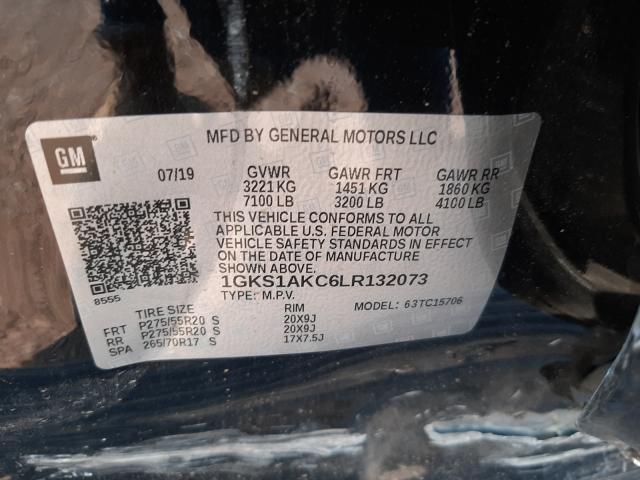 MFD BY GENERAL MOTORS LLC
GM
07/19 GVWR GAWR FRT GAWR RR
3221 KG 1451 KG 1860 KG
7100 LB 3200 LB 4100 LB
THIS VEHICLE CONFORMS TO ALL
APPLICABLE U.S. FEDERAL MOTOR
VEHICLE SAFETY STANDARDS IN EFFECT
ON THE DATE OF MANUFACTURE
SHOWN ABOVE.
1GKS1AKC6LR132073
8555
TYPE: M.P.V. MODEL: 63TC15706
TIRE SIZE RIM
FRT P275/55R20 S 20X9J
RR P275/55R20 S 20X9J
SPA 265/70R17 S 17X7.5J